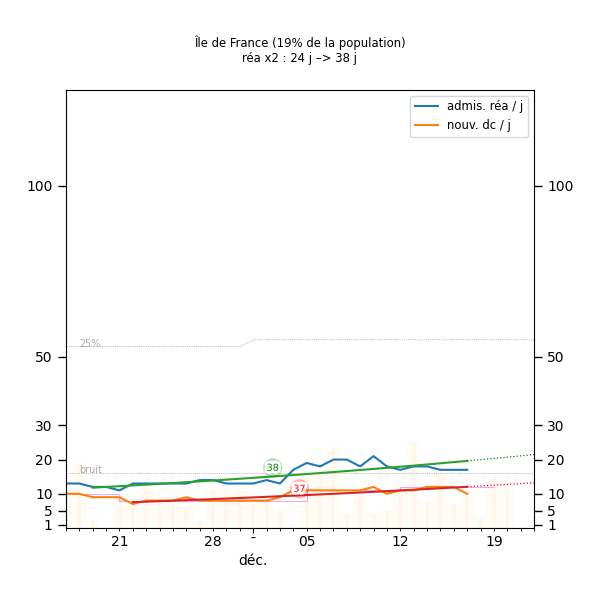 Île de France (19% de la population)
réa x2 : 24 j –> 38 j
admis. réa / j
nouv. dc / j
100 100
25%
50 50
30 30
20 20
bruit
38
37
10 10
5 5
1 1
21 28 - 05 12 19
déc.